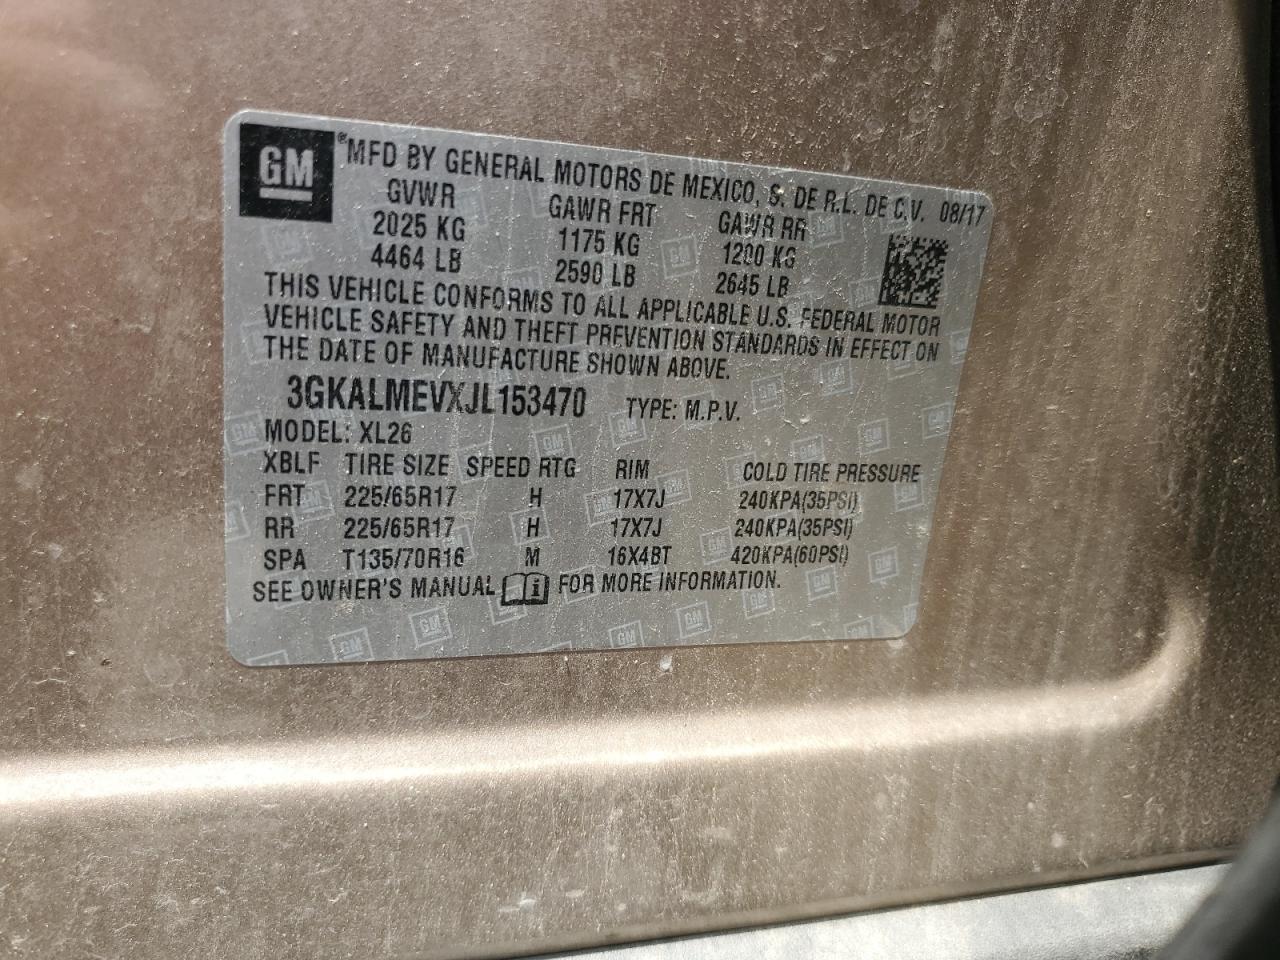 GM ® MFD BY GENERAL MOTORS DE MEXICO, S. DE R.L. DE C.V. 08/17
GVWR GAWR FRT GAWR RR
2025 KG 1175 KG 1200 KG
4464 LB 2590 LB 2645 LB
THIS VEHICLE CONFORMS TO ALL APPLICABLE U.S. FEDERAL MOTOR
VEHICLE SAFETY AND THEFT PREVENTION STANDARDS IN EFFECT ON
THE DATE OF MANUFACTURE SHOWN ABOVE.
3GKALMEVXJL153470 TYPE: M.P.V.
MODEL: XL26
XBLF TIRE SIZE SPEED RTG RIM COLD TIRE PRESSURE
FRT 225/65R17 H 17X7J 240KPA(35PSI)
RR 225/65R17 H 17X7J 240KPA(35PSI)
SPA T135/70R16 M 16X4BT 420KPA(60PSI)
SEE OWNER'S MANUAL i FOR MORE INFORMATION.